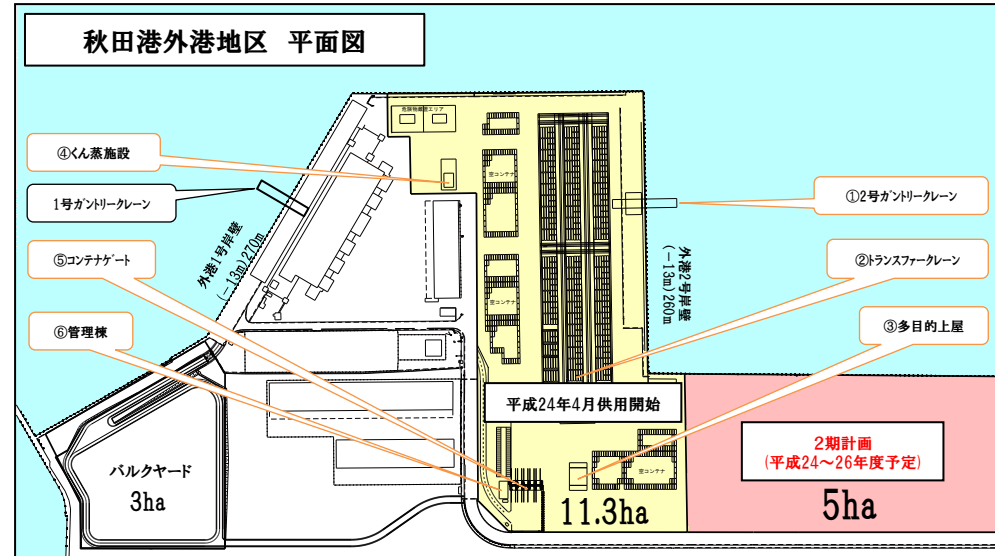 秋田港外港地区 平面図
危険物蔵置エリア
④くん蒸施設
1号ガントリークレーン
⑤コンテナゲート
⑥管理棟
外港1号岸壁
(－13m)270m
空コンテナ
空コンテナ
①2号ガントリークレーン
外港2号岸壁
(－13m)260m
②トランスファークレーン
③多目的上屋
平成24年4月供用開始
2期計画
(平成24～26年度予定)
5ha
空コンテナ
11.3ha
バルクヤード
3ha